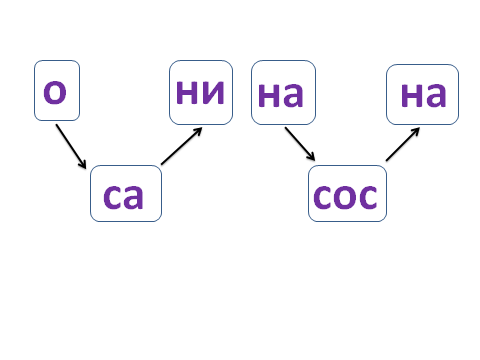 о ни на на
са сос